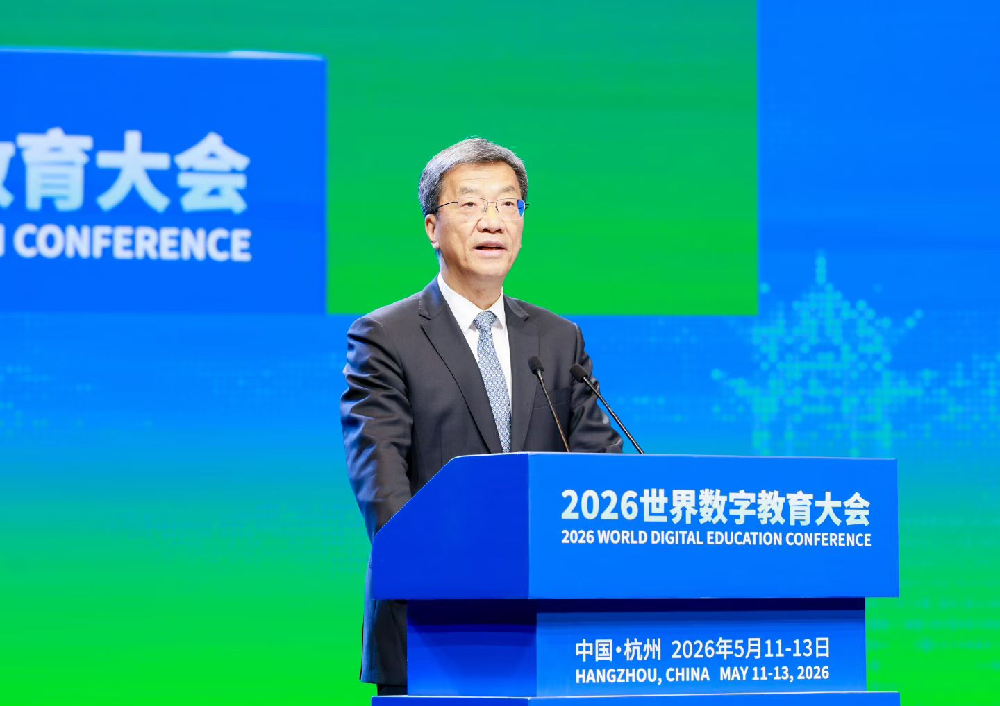 教育大会
CONFERENCE
2026世界数字教育大会
2026 WORLD DIGITAL EDUCATION CONFERENCE
中国·杭州 2026年5月11-13日
HANGZHOU, CHINA MAY 11-13, 2026